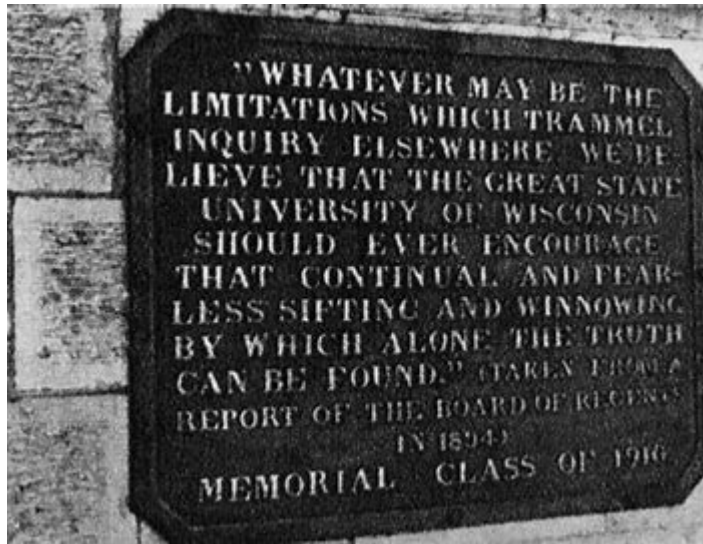 "WHATEVER MAY BE THE
LIMITATIONS WHICH TRAMMEL
INQUIRY ELSEWHERE WE BE-
LIEVE THAT THE GREAT STATE
UNIVERSITY OF WISCONSIN
SHOULD EVER ENCOURAGE
THAT CONTINUAL AND FEAR-
LESS SIFTING AND WINNOWING
BY WHICH ALONE THE TRUTH
CAN BE FOUND." (TAKEN FROM A
REPORT OF THE BOARD OF REGENTS
IN 1894)
MEMORIAL CLASS OF 1910